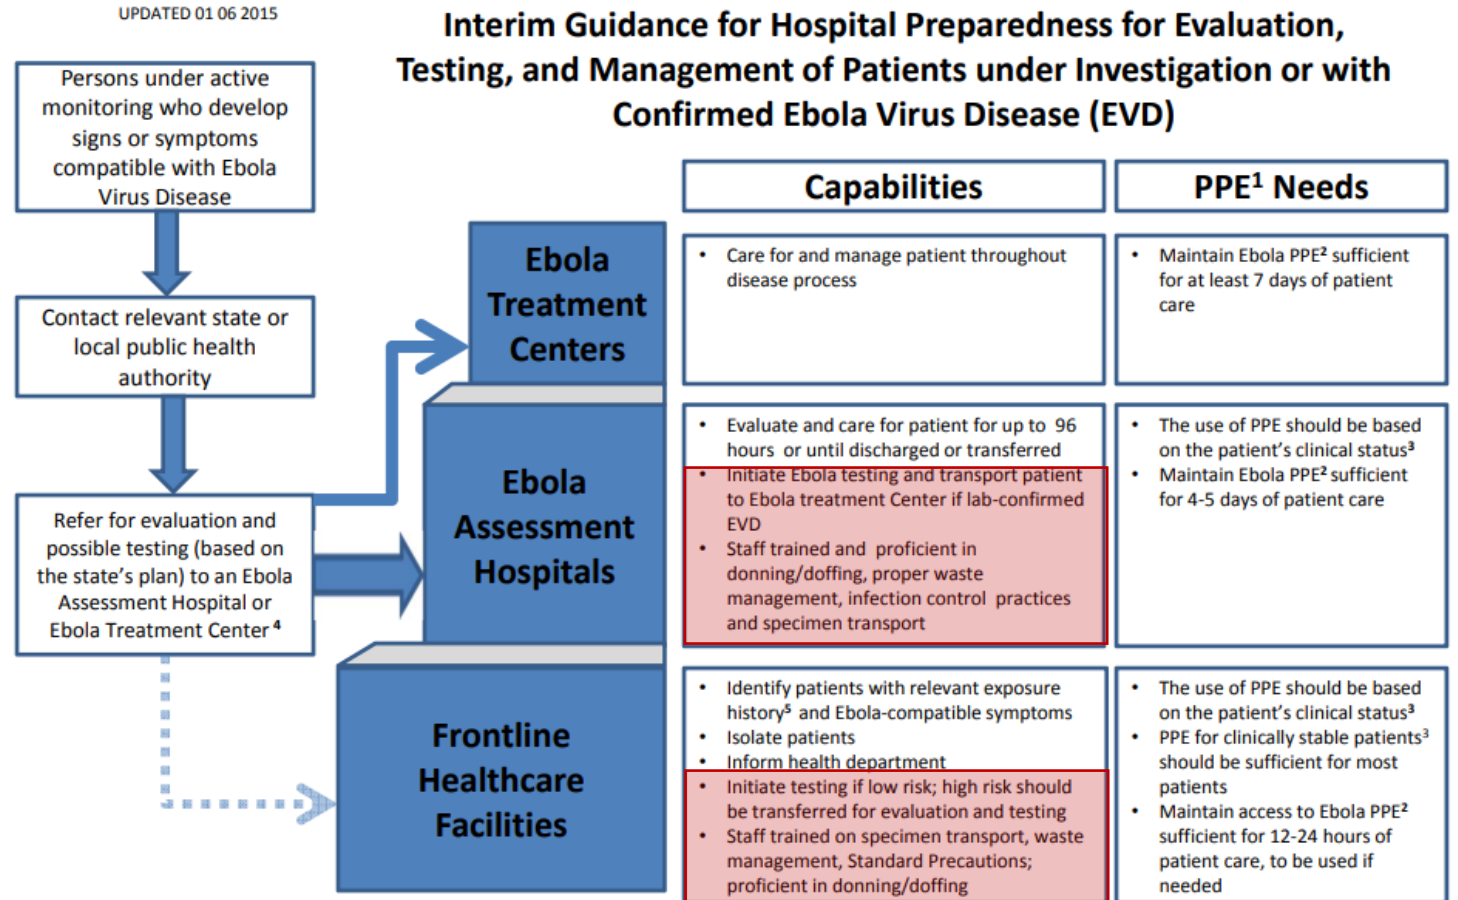 UPDATED 01 06 2015
Interim Guidance for Hospital Preparedness for Evaluation,
Testing, and Management of Patients under Investigation or with
Confirmed Ebola Virus Disease (EVD)
Persons under active
monitoring who develop
signs or symptoms
compatible with Ebola
Virus Disease
Contact relevant state or
local public health
authority
Refer for evaluation and
possible testing (based on
the state's plan) to an Ebola
Assessment Hospital or
Ebola Treatment Center ⁴
Capabilities
PPE¹ Needs
Ebola
Treatment
Centers
• Care for and manage patient throughout
disease process
• Maintain Ebola PPE² sufficient
for at least 7 days of patient
care
Ebola
Assessment
Hospitals
• Evaluate and care for patient for up to 96
hours or until discharged or transferred
• Initiate Ebola testing and transport patient
to Ebola treatment Center if lab-confirmed
EVD
• Staff trained and proficient in
donning/doffing, proper waste
management, infection control practices
and specimen transport
• The use of PPE should be based
on the patient's clinical status³
• Maintain Ebola PPE² sufficient
for 4-5 days of patient care
Frontline
Healthcare
Facilities
• Identify patients with relevant exposure
history⁵ and Ebola-compatible symptoms
• Isolate patients
• Inform health department
• Initiate testing if low risk; high risk should
be transferred for evaluation and testing
• Staff trained on specimen transport, waste
management, Standard Precautions;
proficient in donning/doffing
• The use of PPE should be based
on the patient's clinical status³
• PPE for clinically stable patients³
should be sufficient for most
patients
• Maintain access to Ebola PPE²
sufficient for 12-24 hours of
patient care, to be used if
needed